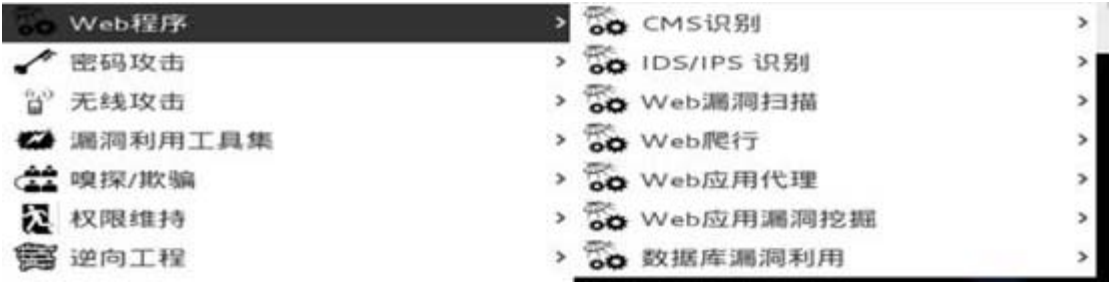 Web程序
密码攻击
无线攻击
漏洞利用工具集
嗅探/欺骗
权限维持
逆向工程
CMS识别
IDS/IPS 识别
Web漏洞扫描
Web爬行
Web应用代理
Web应用漏洞挖掘
数据库漏洞利用